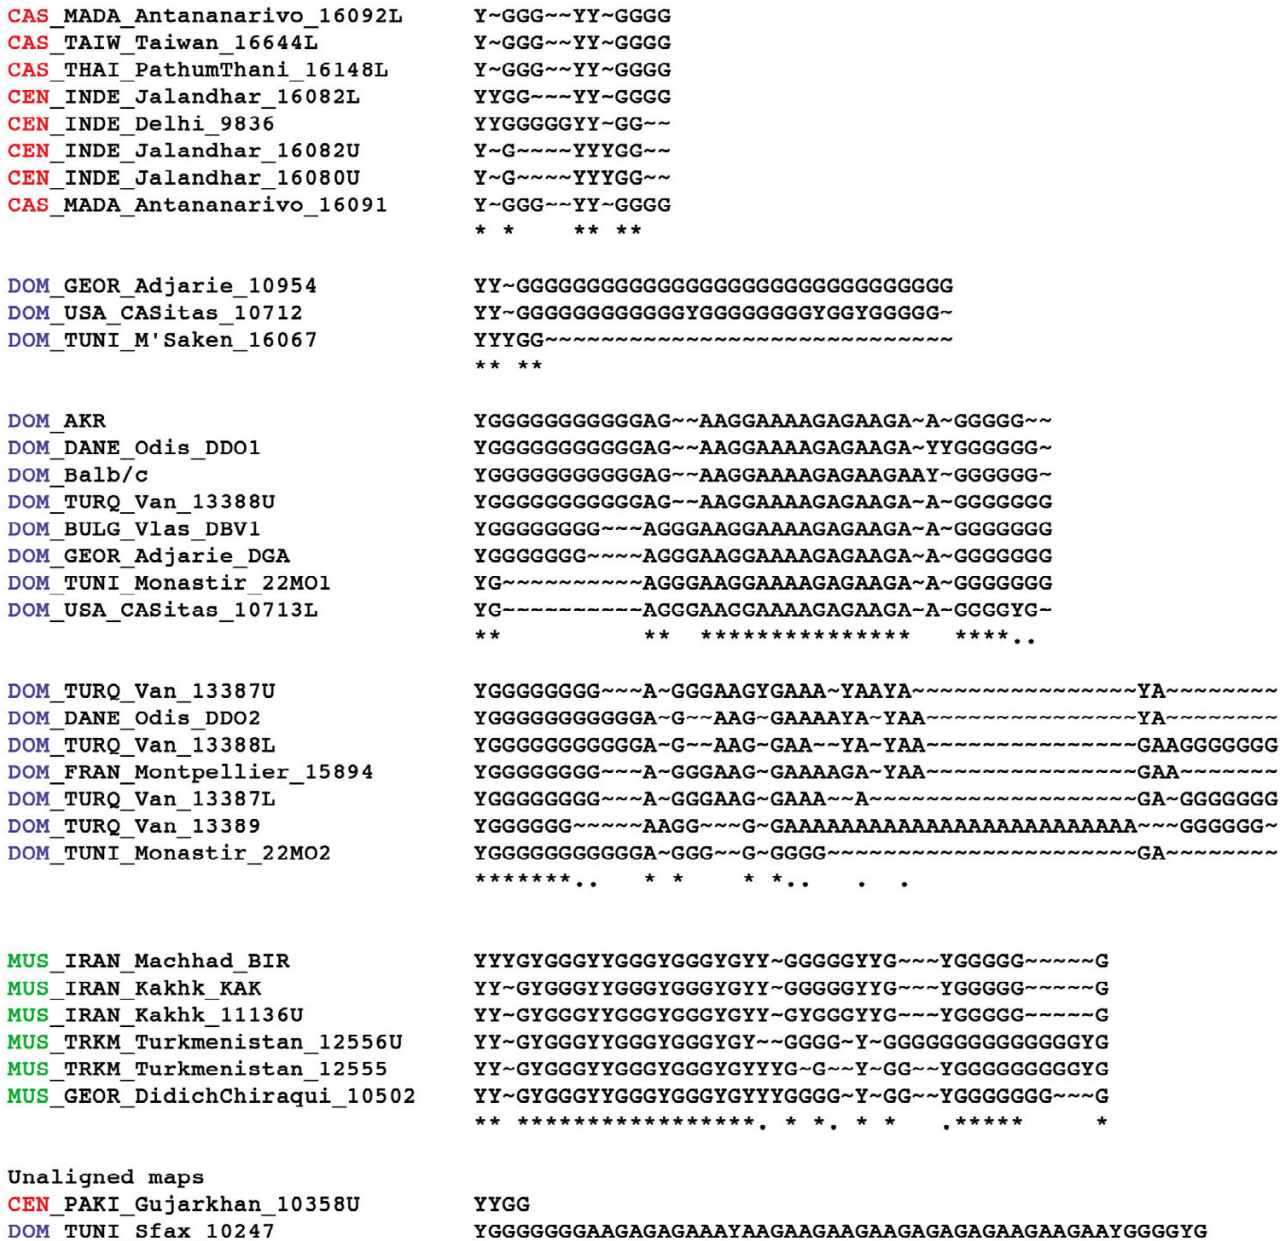 CAS_MADA_Antananarivo_16092L Y~GGG~~YY~GGGG
CAS_TAIW_Taiwan_16644L Y~GGG~~YY~GGGG
CAS_THAI_PathumThani_16148L Y~GGG~~YY~GGGG
CEN_INDE_Jalandhar_16082L YYGG~~~YY~GGGG
CEN_INDE_Delhi_9836 YYGGGGGYY~GG~~
CEN_INDE_Jalandhar_16082U Y~G~~~~YYYGG~~
CEN_INDE_Jalandhar_16080U Y~G~~~~YYYGG~~
CAS_MADA_Antananarivo_16091 Y~GGG~~YY~GGGG
* *    ** **
DOM_GEOR_Adjarie_10954 YY~GGGGGGGGGGGGGGGGGGGGGGGGGGGGGGG
DOM_USA_CASitas_10712 YY~GGGGGGGGGGGGYGGGGGGGGYGGYGGGGG~
DOM_TUNI_M'Saken_16067 YYYGG~~~~~~~~~~~~~~~~~~~~~~~~~~~~~
** **
DOM_AKR YGGGGGGGGGGGAG~~AAGGAAAAGAGAAGA~A~GGGGG~~
DOM_DANE_Odis_DDO1 YGGGGGGGGGGGAG~~AAGGAAAAGAGAAGA~YYGGGGGG~
DOM_Balb/c YGGGGGGGGGGGAG~~AAGGAAAAGAGAAGAAY~GGGGGG~
DOM_TURQ_Van_13388U YGGGGGGGGGGGAG~~AAGGAAAAGAGAAGA~A~GGGGGGG
DOM_BULG_Vlas_DBV1 YGGGGGGGG~~~AGGGAAGGAAAAGAGAAGA~A~GGGGGGG
DOM_GEOR_Adjarie_DGA YGGGGGGG~~~~AGGGAAGGAAAAGAGAAGA~A~GGGGGGG
DOM_TUNI_Monastir_22MO1 YG~~~~~~~~~~AGGGAAGGAAAAGAGAAGA~A~GGGGGGG
DOM_USA_CASitas_10713L YG~~~~~~~~~~AGGGAAGGAAAAGAGAAGA~A~GGGGYG~
**          **  ***************   ****..
DOM_TURQ_Van_13387U YGGGGGGGG~~~A~GGGAAGYGAAA~YAAYA~~~~~~~~~~~~~~~~YA~~~~~~~~
DOM_DANE_Odis_DDO2 YGGGGGGGGGGGA~G~~AAG~GAAAAYA~YAA~~~~~~~~~~~~~~~YA~~~~~~~~
DOM_TURQ_Van_13388L YGGGGGGGGGGGA~G~~AAG~GAA~~YA~YAA~~~~~~~~~~~~~~~GAAGGGGGGG
DOM_FRAN_Montpellier_15894 YGGGGGGGG~~~A~GGGAAG~GAAAAGA~YAA~~~~~~~~~~~~~~~GAA~~~~~~~
DOM_TURQ_Van_13387L YGGGGGGGG~~~A~GGGAAG~GAAA~~A~~~~~~~~~~~~~~~~~~~GA~GGGGGGG
DOM_TURQ_Van_13389 YGGGGGG~~~~~AAGG~~~G~GAAAAAAAAAAAAAAAAAAAAAAAAA~~~GGGGGG~
DOM_TUNI_Monastir_22MO2 YGGGGGGGGGGGA~GGG~~G~GGGG~~~~~~~~~~~~~~~~~~~~~~GA~~~~~~~~
*******..   * *    * *..   .  .
MUS_IRAN_Machhad_BIR YYYGYGGGYYGGGYGGGYGYY~GGGGGYYG~~~YGGGGG~~~~~G
MUS_IRAN_Kakhk_KAK YY~GYGGGYYGGGYGGGYGYY~GGGGGYYG~~~YGGGGG~~~~~G
MUS_IRAN_Kakhk_11136U YY~GYGGGYYGGGYGGGYGYY~GYGGGYYG~~~YGGGGG~~~~~G
MUS_TRKM_Turkmenistan_12556U YY~GYGGGYYGGGYGGGYGY~~GGGG~Y~GGGGGGGGGGGGGGYG
MUS_TRKM_Turkmenistan_12555 YY~GYGGGYYGGGYGGGYGYYYG~G~~Y~GG~~YGGGGGGGGGYG
MUS_GEOR_DidichChiraqui_10502 YY~GYGGGYYGGGYGGGYGYYYGGGG~Y~GG~~YGGGGGGG~~~G
** *****************. * *. * *   .*****     *
Unaligned maps
CEN_PAKI_Gujarkhan_10358U YYGG
DOM_TUNI_Sfax_10247 YGGGGGGGAAGAGAGAAAYAAGAAGAAGAAGAGAGAGAAGAAGAAYGGGGYG